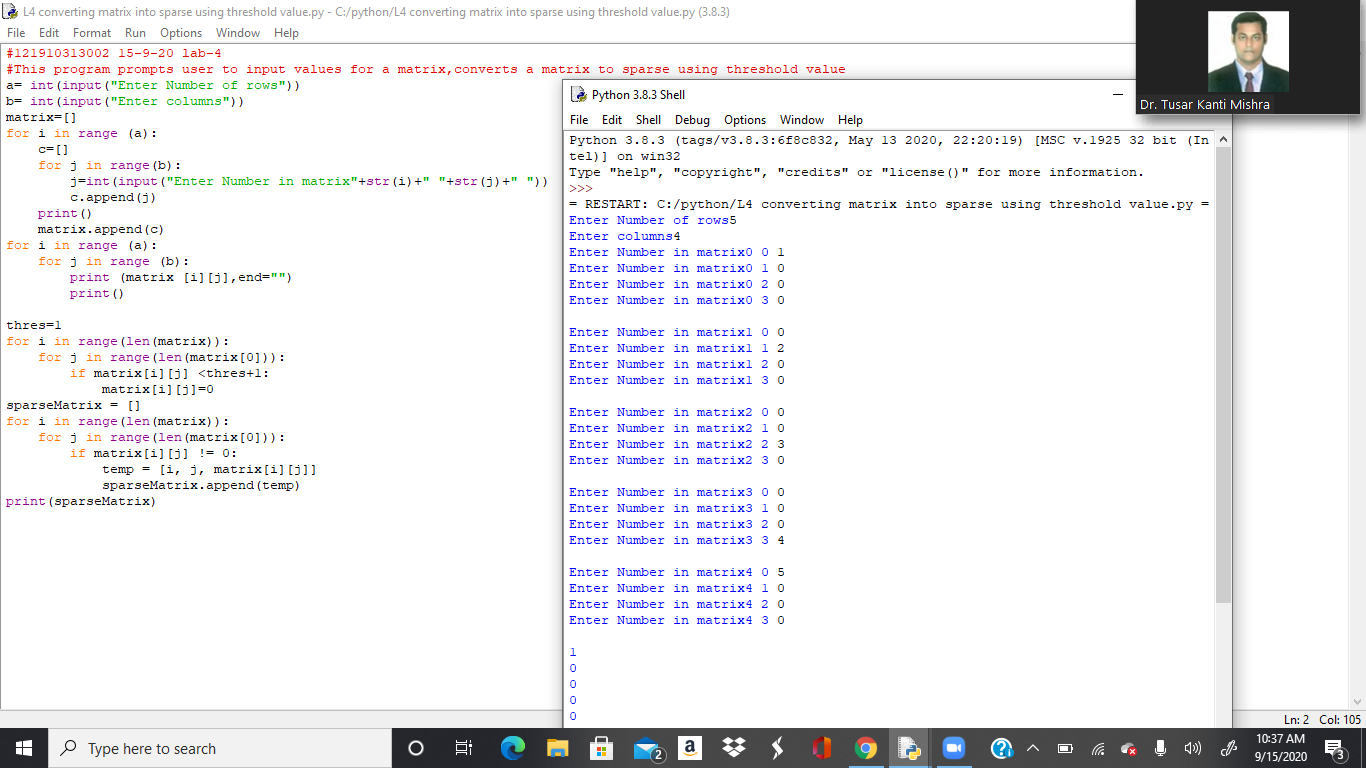 L4 converting matrix into sparse using threshold value.py - C:/python/L4 converting matrix into sparse using threshold value.py (3.8.3)
File Edit Format Run Options Window Help
#121910313002 15-9-20 lab-4
#This program prompts user to input values for a matrix,converts a matrix to sparse using threshold value
a= int(input("Enter Number of rows"))
b= int(input("Enter columns"))
matrix=[]
for i in range (a):
    c=[]
    for j in range(b):
        j=int(input("Enter Number in matrix"+str(i)+" "+str(j)+" "))
        c.append(j)
    print()
    matrix.append(c)
for i in range (a):
    for j in range (b):
        print (matrix [i][j],end="")
        print()
thres=1
for i in range(len(matrix)):
    for j in range(len(matrix[0])):
        if matrix[i][j] <thres+1:
            matrix[i][j]=0
sparseMatrix = []
for i in range(len(matrix)):
    for j in range(len(matrix[0])):
        if matrix[i][j] != 0:
            temp = [i, j, matrix[i][j]]
            sparseMatrix.append(temp)
print(sparseMatrix)
Python 3.8.3 Shell
File Edit Shell Debug Options Window Help
Python 3.8.3 (tags/v3.8.3:6f8c832, May 13 2020, 22:20:19) [MSC v.1925 32 bit (In
tel)] on win32
Type "help", "copyright", "credits" or "license()" for more information.
>>>
= RESTART: C:/python/L4 converting matrix into sparse using threshold value.py =
Enter Number of rows5
Enter columns4
Enter Number in matrix0 0 1
Enter Number in matrix0 1 0
Enter Number in matrix0 2 0
Enter Number in matrix0 3 0
Enter Number in matrix1 0 0
Enter Number in matrix1 1 2
Enter Number in matrix1 2 0
Enter Number in matrix1 3 0
Enter Number in matrix2 0 0
Enter Number in matrix2 1 0
Enter Number in matrix2 2 3
Enter Number in matrix2 3 0
Enter Number in matrix3 0 0
Enter Number in matrix3 1 0
Enter Number in matrix3 2 0
Enter Number in matrix3 3 4
Enter Number in matrix4 0 5
Enter Number in matrix4 1 0
Enter Number in matrix4 2 0
Enter Number in matrix4 3 0
1
0
0
0
0
Dr. Tusar Kanti Mishra
Ln: 2 Col: 105
Type here to search
2
a
10:37 AM
9/15/2020
3